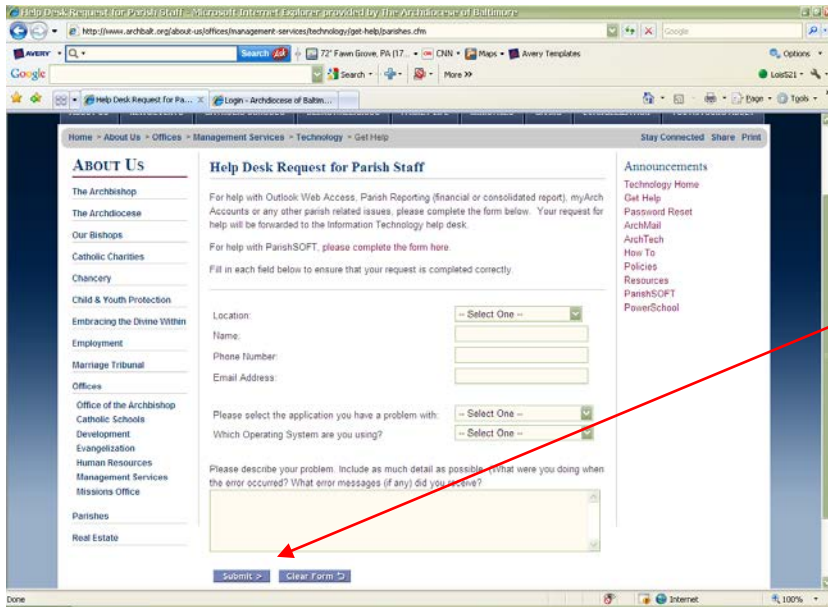 Help Desk Request for Parish Staff - Microsoft Internet Explorer provided by The Archdiocese of Baltimore
http://www.archbalt.org/about-us/offices/management-services/technology/get-help/parishes.cfm
Google
AVERY Search 72° Fawn Grove, PA (17... CNN Maps Avery Templates Options
Google Search More >> Lois521
Help Desk Request for Pa... Login - Archdiocese of Baltim... Page Tools
Home > About Us > Offices > Management Services > Technology > Get Help
Stay Connected Share Print
ABOUT US
The Archbishop
The Archdiocese
Our Bishops
Catholic Charities
Chancery
Child & Youth Protection
Embracing the Divine Within
Employment
Marriage Tribunal
Offices
Office of the Archbishop
Catholic Schools
Development
Evangelization
Human Resources
Management Services
Missions Office
Parishes
Real Estate
Help Desk Request for Parish Staff
For help with Outlook Web Access, Parish Reporting (financial or consolidated report), myArch
Accounts or any other parish related issues, please complete the form below. Your request for
help will be forwarded to the Information Technology help desk.
For help with ParishSOFT, please complete the form here.
Fill in each field below to ensure that your request is completed correctly.
Location: -- Select One --
Name:
Phone Number:
Email Address:
Please select the application you have a problem with: -- Select One --
Which Operating System are you using? -- Select One --
Please describe your problem. Include as much detail as possible. (What were you doing when
the error occurred? What error messages (if any) did you receive?
Submit > Clear Form
Announcements
Technology Home
Get Help
Password Reset
ArchMail
ArchTech
How To
Policies
Resources
ParishSOFT
PowerSchool
Done Internet 100%